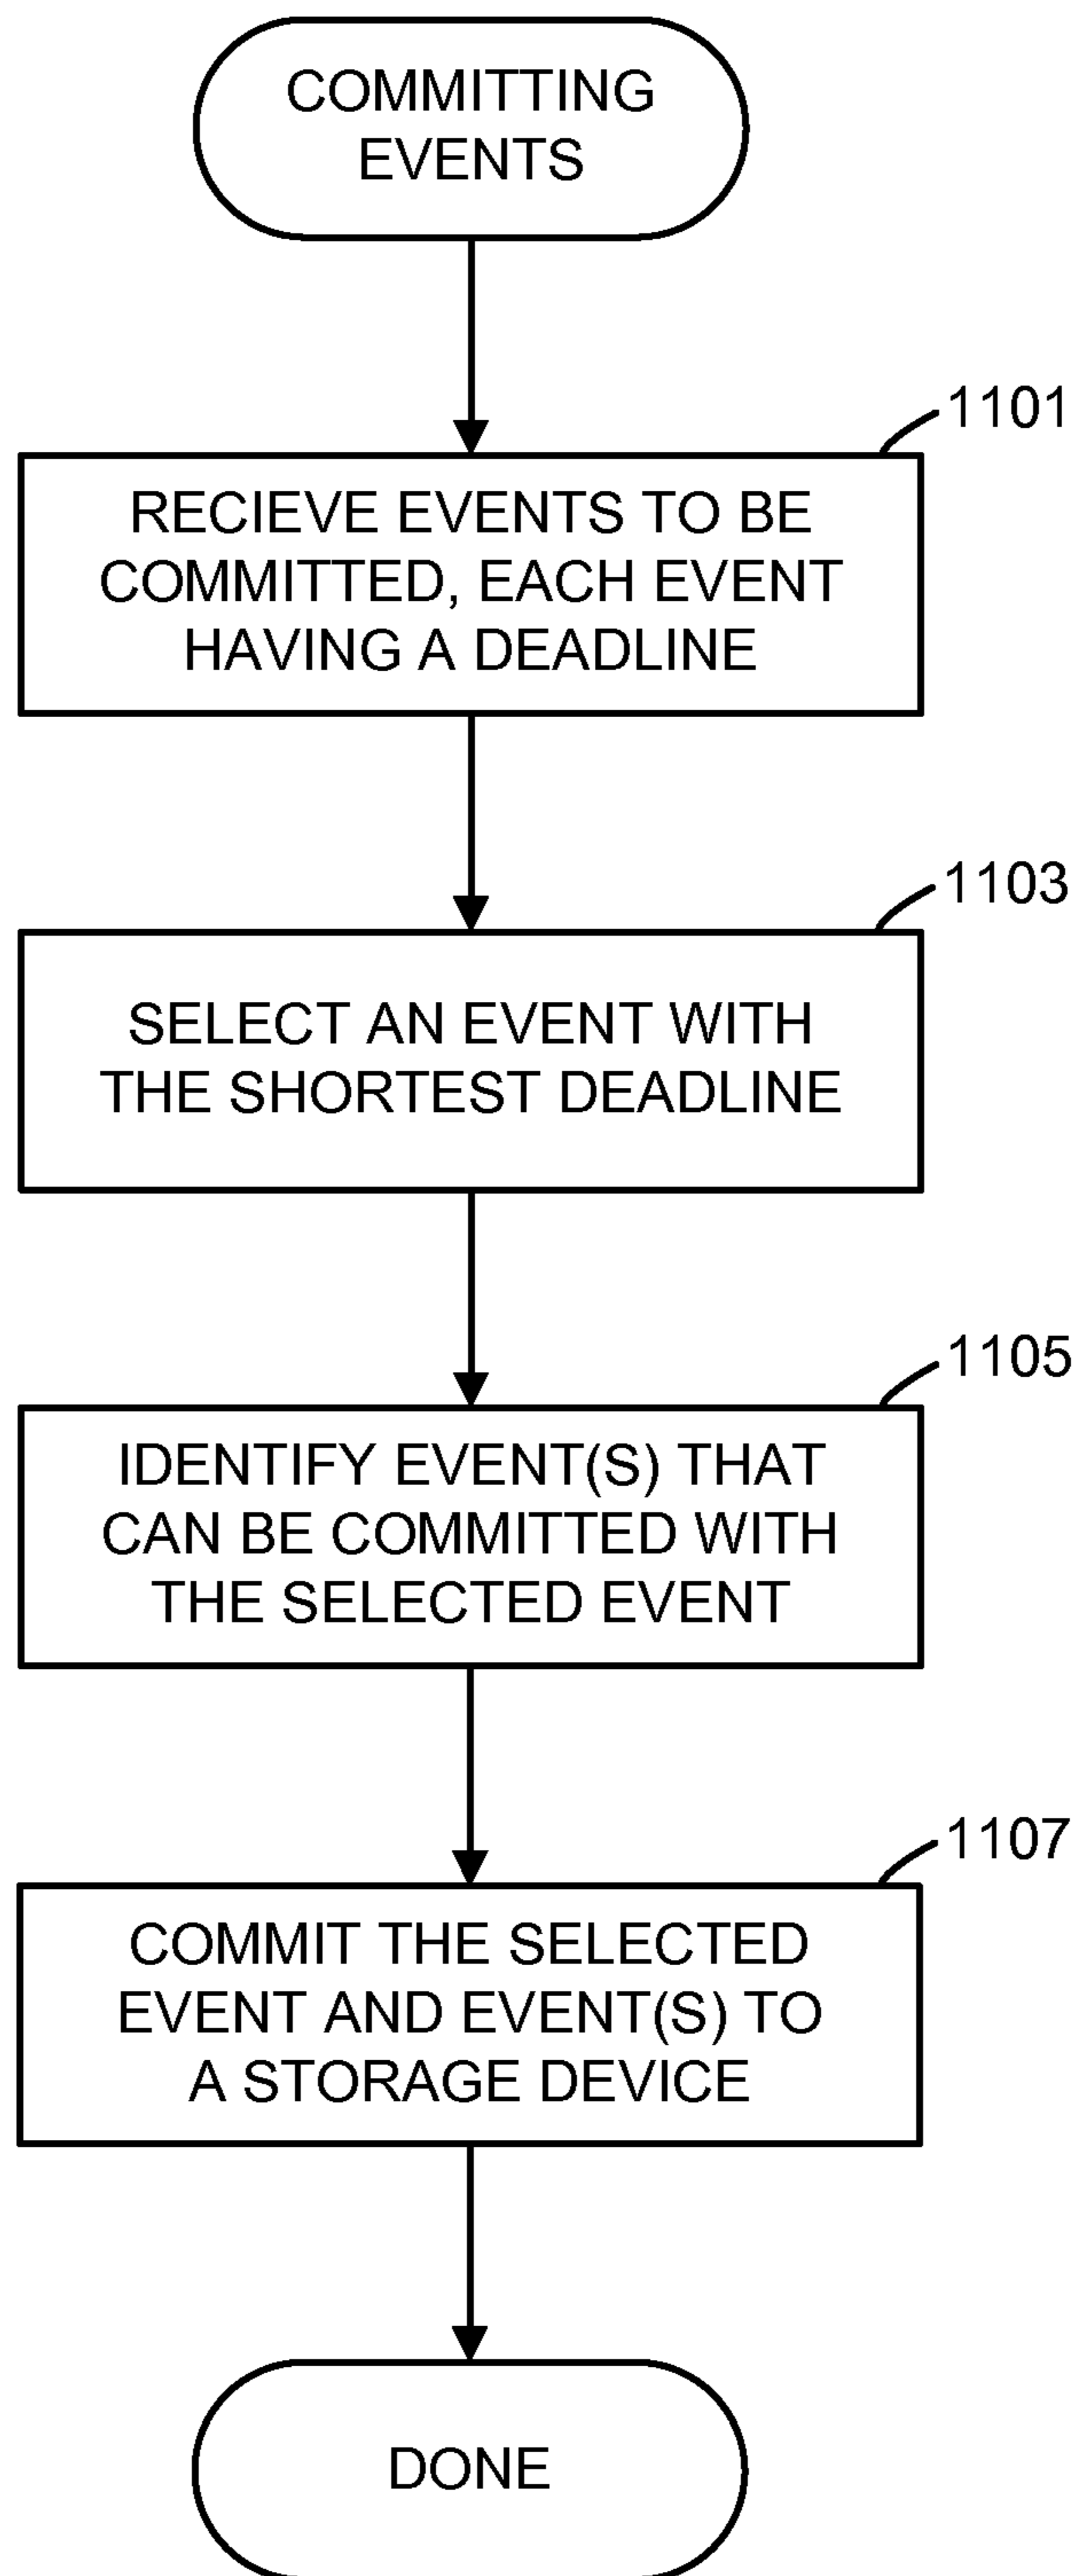 COMMITTING
EVENTS
1101
RECIEVE EVENTS TO BE
COMMITTED, EACH EVENT
HAVING A DEADLINE
1103
SELECT AN EVENT WITH
THE SHORTEST DEADLINE
1105
IDENTIFY EVENT(S) THAT
CAN BE COMMITTED WITH
THE SELECTED EVENT
1107
COMMIT THE SELECTED
EVENT AND EVENT(S) TO
A STORAGE DEVICE
DONE